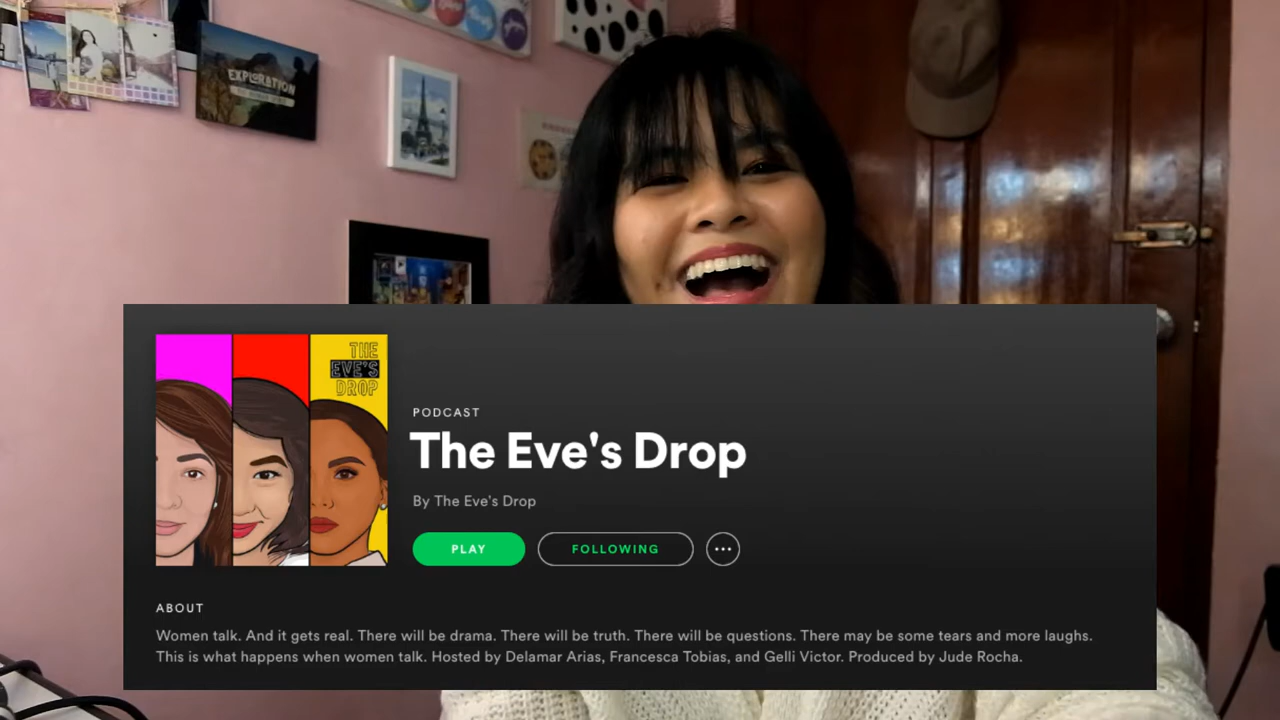 EXPLORATION
THE
EVE'S
DROP
PODCAST
The Eve's Drop
By The Eve's Drop
PLAY
FOLLOWING
ABOUT
Women talk. And it gets real. There will be drama. There will be truth. There will be questions. There may be some tears and more laughs.
This is what happens when women talk. Hosted by Delamar Arias, Francesca Tobias, and Gelli Victor. Produced by Jude Rocha.